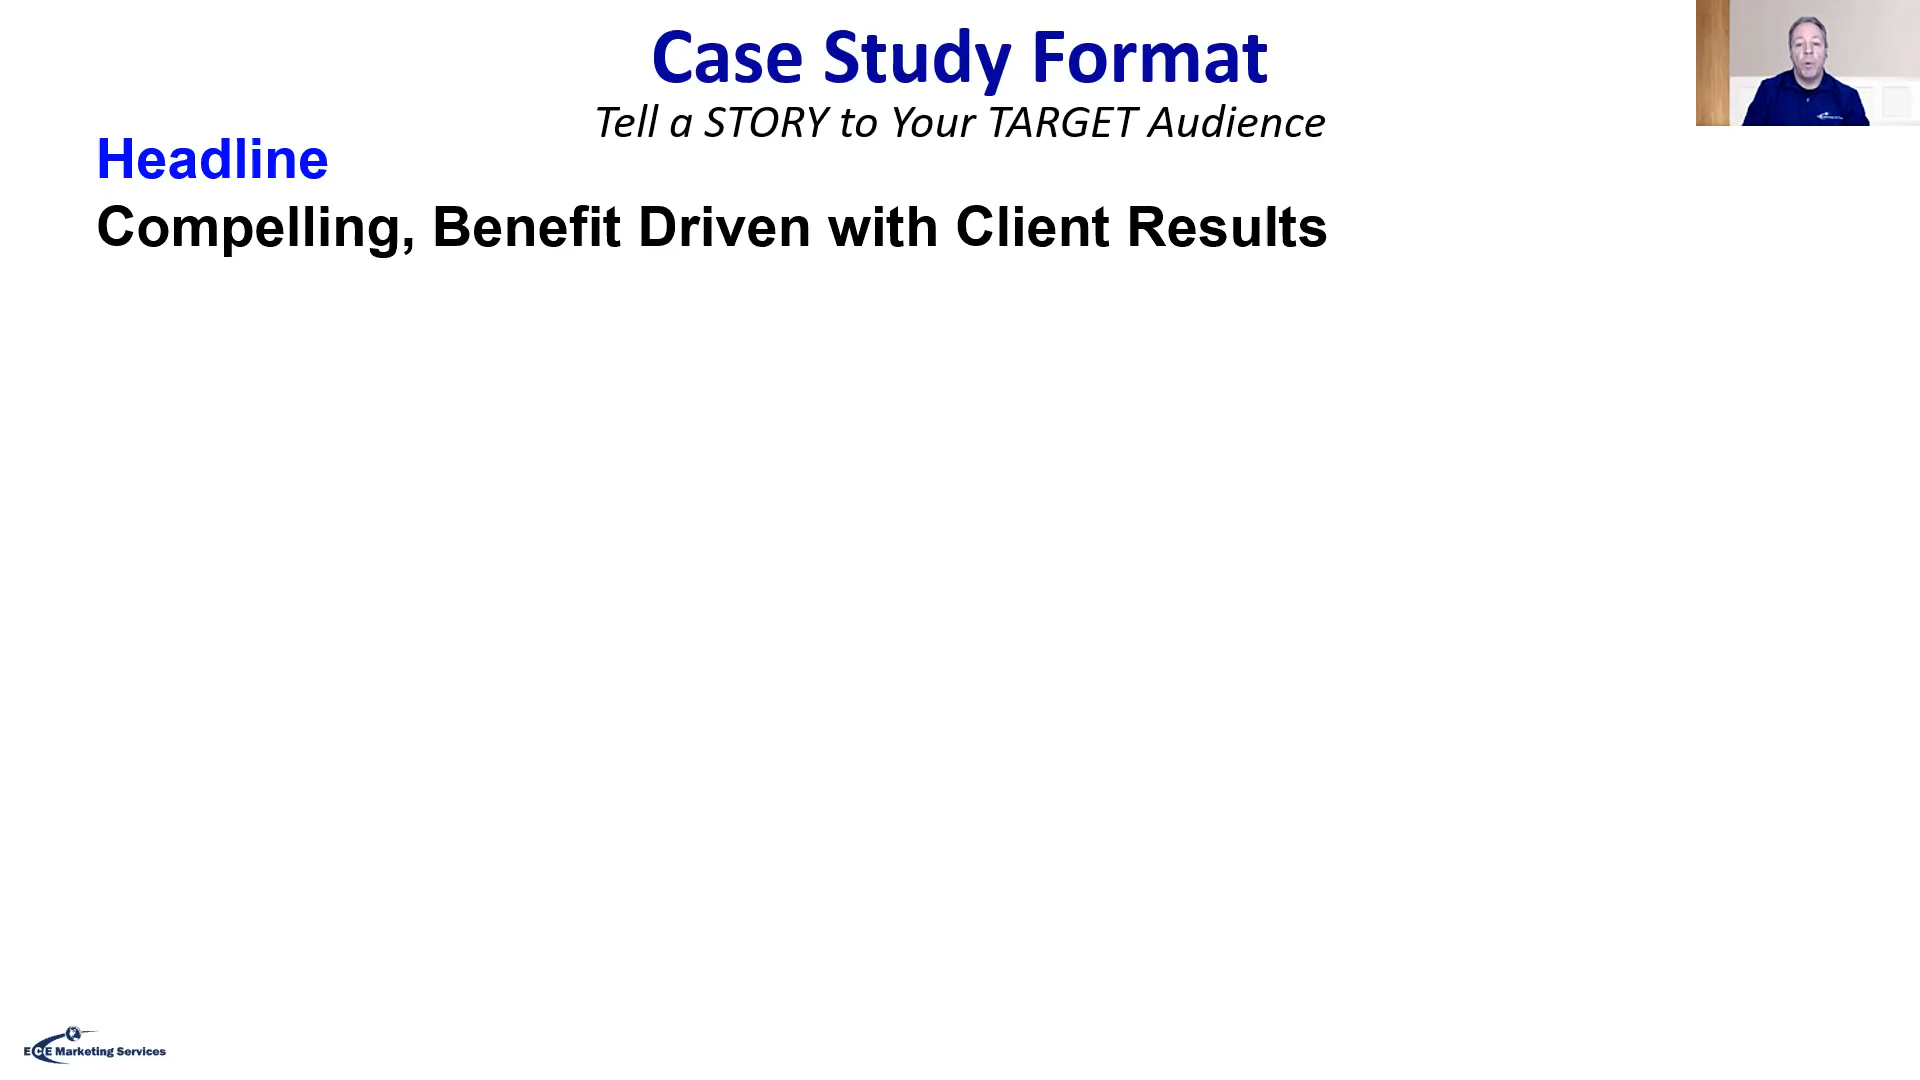 Case Study Format
Tell a STORY to Your TARGET Audience
Headline
Compelling, Benefit Driven with Client Results
ECE Marketing Services